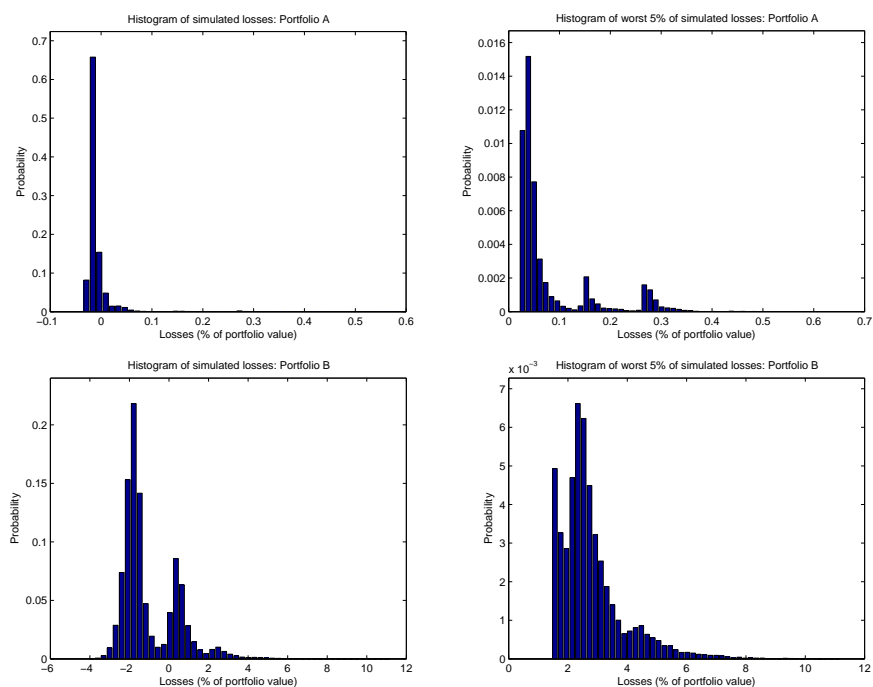 Histogram of simulated losses: Portfolio A
0.7
0.6
0.5
0.4
0.3
0.2
0.1
0
Probability
−0.1 0 0.1 0.2 0.3 0.4 0.5 0.6
Losses (% of portfolio value)
Histogram of worst 5% of simulated losses: Portfolio A
0.016
0.014
0.012
0.01
0.008
0.006
0.004
0.002
0
Probability
0 0.1 0.2 0.3 0.4 0.5 0.6 0.7
Losses (% of portfolio value)
Histogram of simulated losses: Portfolio B
0.2
0.15
0.1
0.05
0
Probability
−6 −4 −2 0 2 4 6 8 10 12
Losses (% of portfolio value)
Histogram of worst 5% of simulated losses: Portfolio B
x 10−3
7
6
5
4
3
2
1
0
Probability
0 2 4 6 8 10 12
Losses (% of portfolio value)